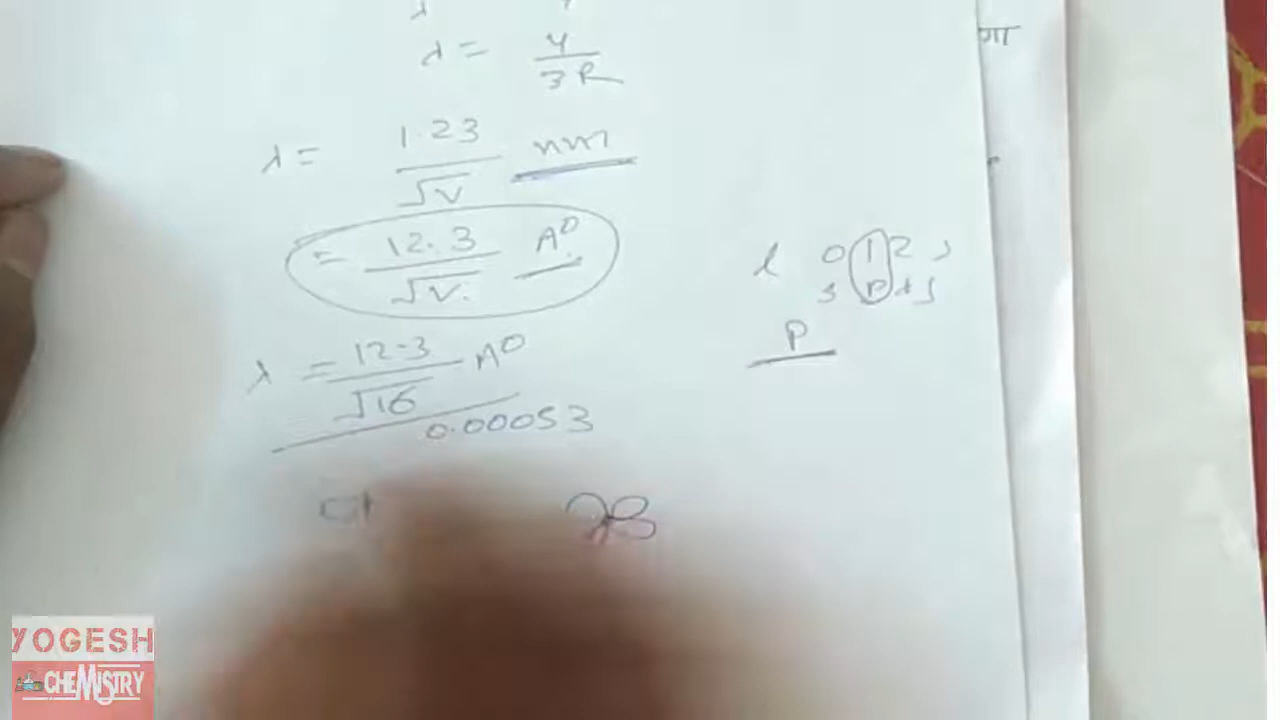 λ = 4 / 3R
λ = 1.23 / √V nm
= 12.3 / √V. A°
λ = 12.3 / √16 A°
0.00053
l 0 1 2 3
s p d f
P
YOGESH
CHEMISTRY